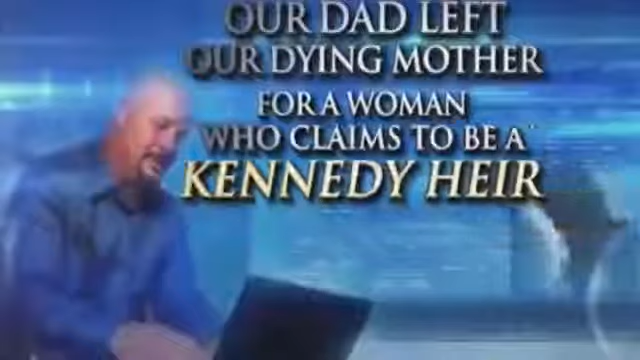 OUR DAD LEFT
OUR DYING MOTHER
FOR A WOMAN
WHO CLAIMS TO BE A
KENNEDY HEIR